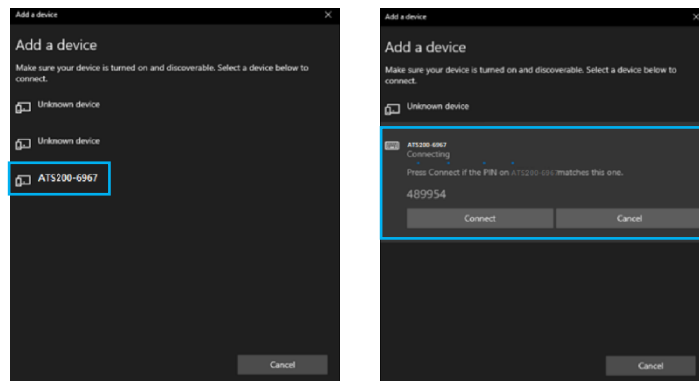 Add a device
Add a device
Make sure your device is turned on and discoverable. Select a device below to
connect.
Unknown device
Unknown device
ATS200-6967
Cancel
Add a device
Add a device
Make sure your device is turned on and discoverable. Select a device below to
connect.
Unknown device
ATS200-6967
Connecting
Press Connect if the PIN on ATS200-696 matches this one.
489954
Connect
Cancel
Cancel